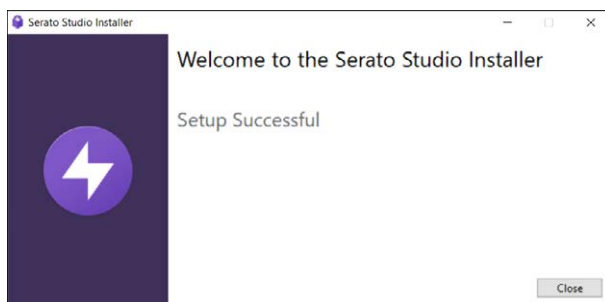 Serato Studio Installer
Welcome to the Serato Studio Installer
Setup Successful
Close